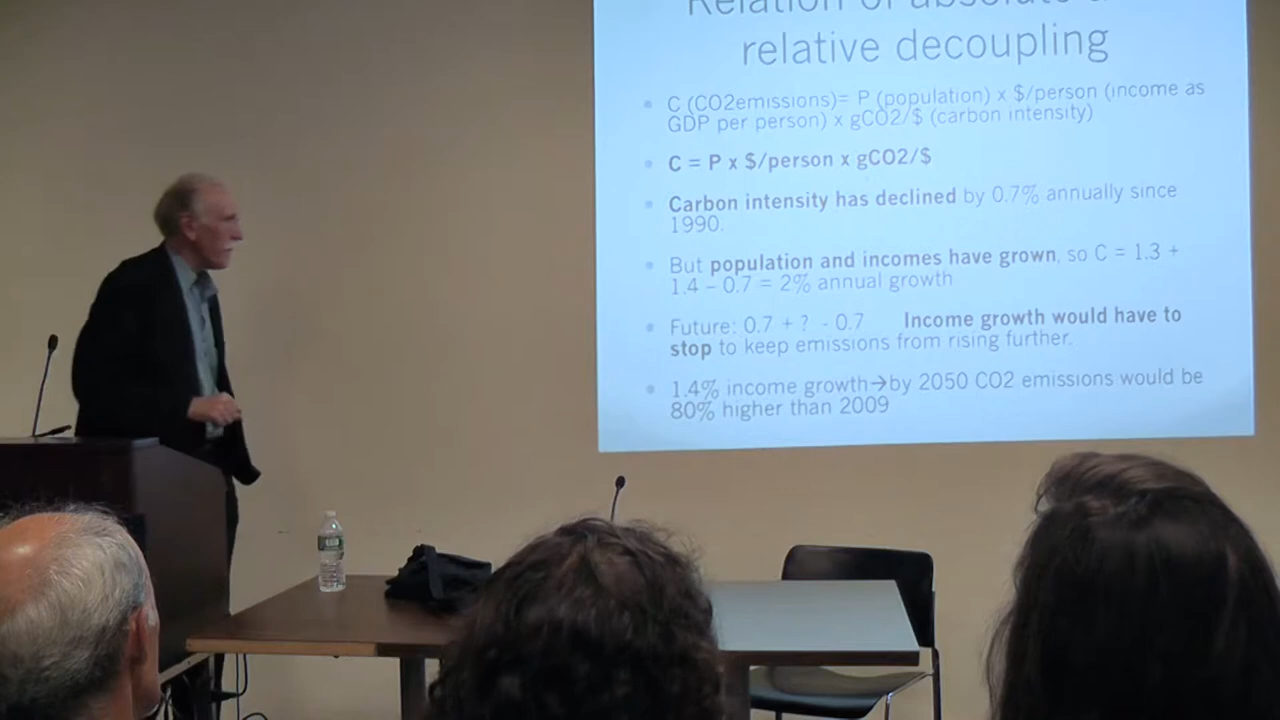 Relation of absolute
relative decoupling
C (CO2emissions)= P (population) x $/person (income as
GDP per person) x gCO2/$ (carbon intensity)
C = P x $/person x gCO2/$
Carbon intensity has declined by 0.7% annually since
1990.
But population and incomes have grown, so C = 1.3 +
1.4 – 0.7 = 2% annual growth
Future: 0.7 + ? - 0.7 Income growth would have to
stop to keep emissions from rising further.
1.4% income growth→by 2050 CO2 emissions would be
80% higher than 2009